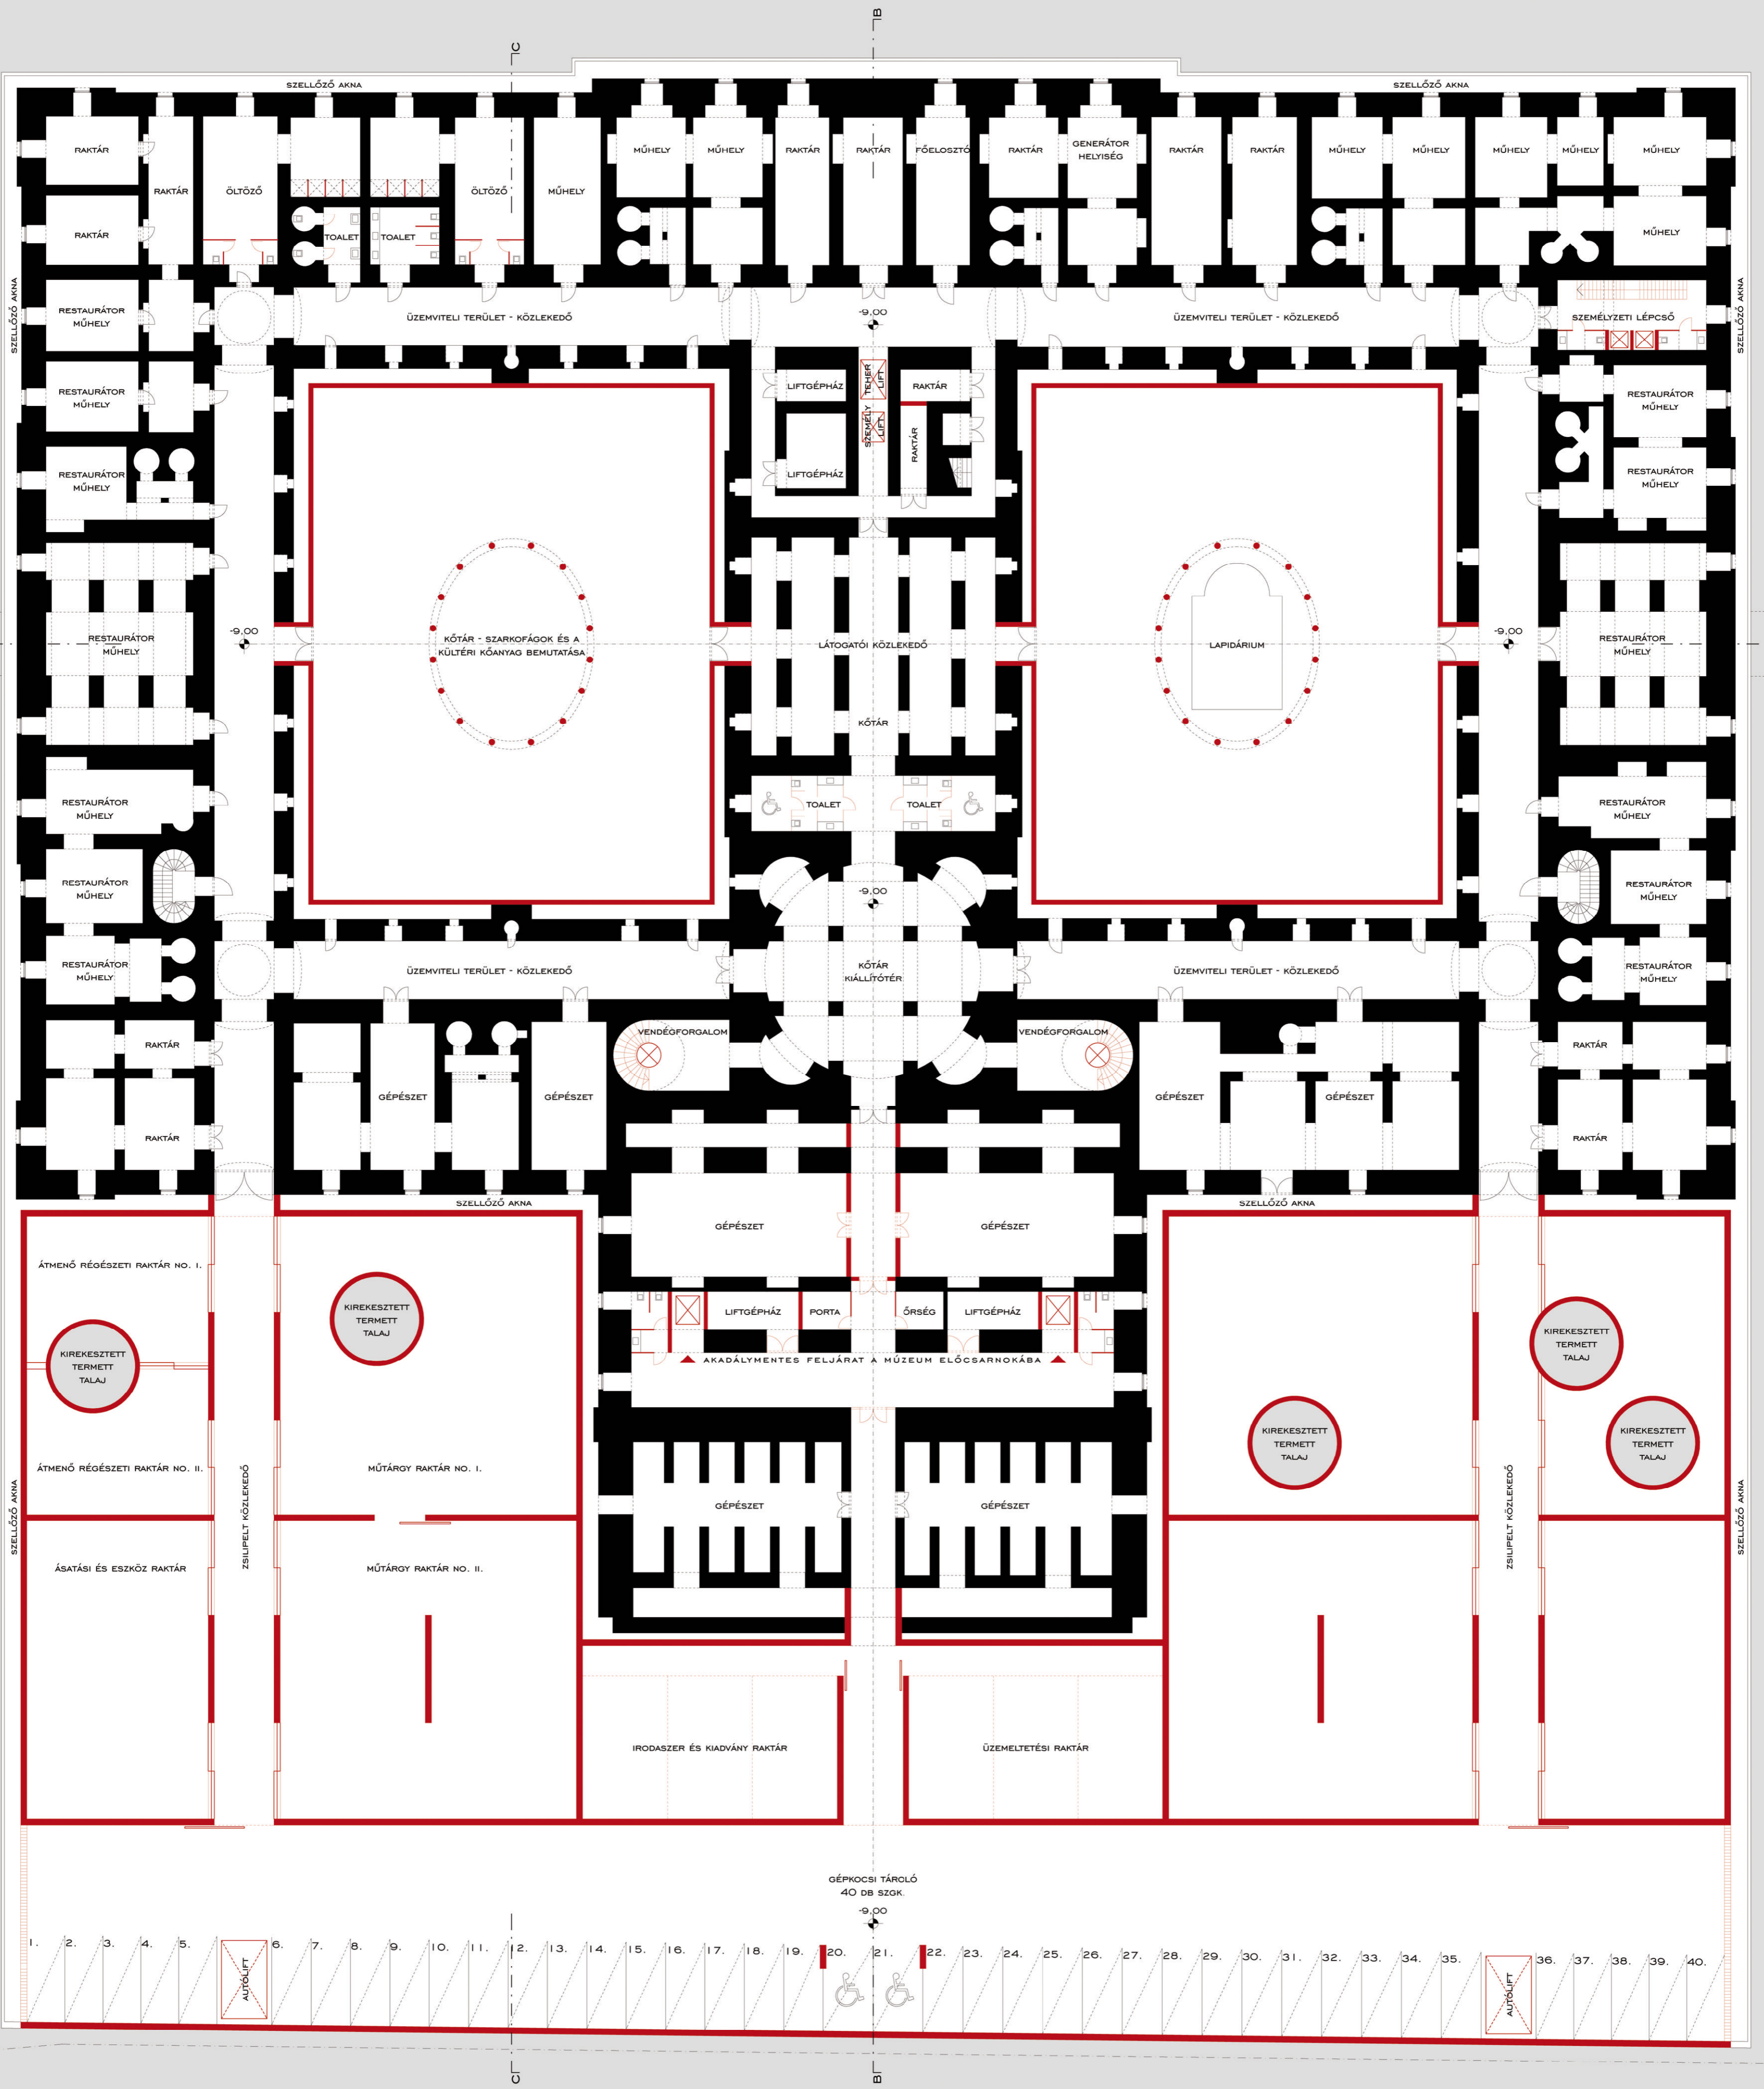 B
C
SZELLŐZŐ AKNA
SZELLŐZŐ AKNA
RAKTÁR
RAKTÁR
ÖLTÖZŐ
ÖLTÖZŐ
MŰHELY
MŰHELY
MŰHELY
RAKTÁR
RAKTÁR
FŐELOSZTÓ
RAKTÁR
GENERÁTOR
HELYISÉG
RAKTÁR
RAKTÁR
MŰHELY
MŰHELY
MŰHELY
MŰHELY
MŰHELY
RAKTÁR
TOALET
TOALET
MŰHELY
SZELLŐZŐ AKNA
SZELLŐZŐ AKNA
RESTAURÁTOR
MŰHELY
ÜZEMVITELI TERÜLET - KÖZLEKEDŐ
-9,00
ÜZEMVITELI TERÜLET - KÖZLEKEDŐ
SZEMÉLYZETI LÉPCSŐ
RESTAURÁTOR
MŰHELY
LIFTGÉPHÁZ
TEHER
LIFT
RAKTÁR
RESTAURÁTOR
MŰHELY
SZEMÉLY
LIFT
RAKTÁR
RESTAURÁTOR
MŰHELY
LIFTGÉPHÁZ
RESTAURÁTOR
MŰHELY
RESTAURÁTOR
MŰHELY
-9,00
KŐTÁR - SZARKOFÁGOK ÉS A
KÜLTÉRI KŐANYAG BEMUTATÁSA
LÁTOGATÓI KÖZLEKEDŐ
LAPIDÁRIUM
-9,00
RESTAURÁTOR
MŰHELY
KŐTÁR
RESTAURÁTOR
MŰHELY
TOALET
TOALET
RESTAURÁTOR
MŰHELY
RESTAURÁTOR
MŰHELY
-9,00
RESTAURÁTOR
MŰHELY
RESTAURÁTOR
MŰHELY
ÜZEMVITELI TERÜLET - KÖZLEKEDŐ
KŐTÁR
KIÁLLÍTÓTÉR
ÜZEMVITELI TERÜLET - KÖZLEKEDŐ
RESTAURÁTOR
MŰHELY
RAKTÁR
VENDÉGFORGALOM
VENDÉGFORGALOM
RAKTÁR
GÉPÉSZET
GÉPÉSZET
GÉPÉSZET
GÉPÉSZET
RAKTÁR
RAKTÁR
SZELLŐZŐ AKNA
SZELLŐZŐ AKNA
GÉPÉSZET
GÉPÉSZET
ÁTMENŐ RÉGÉSZETI RAKTÁR NO. I.
KIREKESZTETT
TERMETT
TALAJ
LIFTGÉPHÁZ
PORTA
ŐRSÉG
LIFTGÉPHÁZ
KIREKESZTETT
TERMETT
TALAJ
KIREKESZTETT
TERMETT
TALAJ
AKADÁLYMENTES FELJÁRAT A MÚZEUM ELŐCSARNOKÁBA
KIREKESZTETT
TERMETT
TALAJ
KIREKESZTETT
TERMETT
TALAJ
ÁTMENŐ RÉGÉSZETI RAKTÁR NO. II.
MŰTÁRGY RAKTÁR NO. I.
GÉPÉSZET
GÉPÉSZET
SZELLŐZŐ AKNA
ZSILIPELT KÖZLEKEDŐ
ZSILIPELT KÖZLEKEDŐ
SZELLŐZŐ AKNA
ÁSATÁSI ÉS ESZKÖZ RAKTÁR
MŰTÁRGY RAKTÁR NO. II.
IRODASZER ÉS KIADVÁNY RAKTÁR
ÜZEMELTETÉSI RAKTÁR
GÉPKOCSI TÁROLÓ
40 DB SZGK.
-9,00
1. 2. 3. 4. 5. AUTÓLIFT 6. 7. 8. 9. 10. 11. 12. 13. 14. 15. 16. 17. 18. 19. 20. 21. 22. 23. 24. 25. 26. 27. 28. 29. 30. 31. 32. 33. 34. 35. AUTÓLIFT 36. 37. 38. 39. 40.
C
B